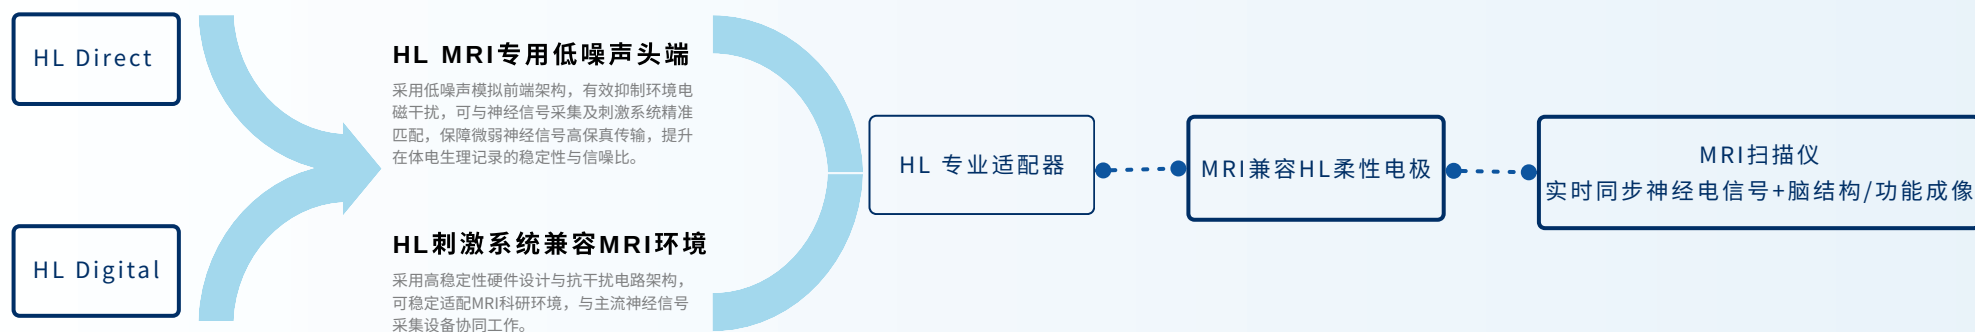 HL Direct
HL Digital
HL MRI专用低噪声头端
采用低噪声模拟前端架构，有效抑制环境电
磁干扰，可与神经信号采集及刺激系统精准
匹配，保障微弱神经信号高保真传输，提升
在体电生理记录的稳定性与信噪比。
HL刺激系统兼容MRI环境
采用高稳定性硬件设计与抗干扰电路架构，
可稳定适配MRI科研环境，与主流神经信号
采集设备协同工作。
HL 专业适配器
MRI兼容HL柔性电极
MRI扫描仪
实时同步神经电信号+脑结构/功能成像